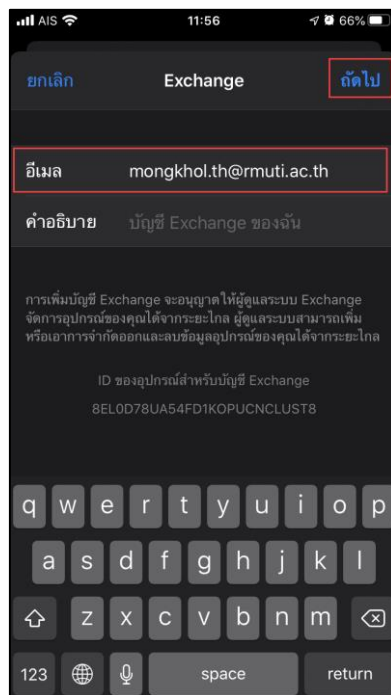 AIS 11:56 66%
ยกเลิก Exchange ถัดไป
อีเมล mongkhol.th@rmuti.ac.th
คำอธิบาย บัญชี Exchange ของฉัน
การเพิ่มบัญชี Exchange จะอนุญาตให้ผู้ดูแลระบบ Exchange
จัดการอุปกรณ์ของคุณได้จากระยะไกล ผู้ดูแลระบบสามารถเพิ่ม
หรือเอาการจำกัดออกและลบข้อมูลอุปกรณ์ของคุณได้จากระยะไกล
ID ของอุปกรณ์สำหรับบัญชี Exchange
8EL0D78UA54FD1KOPUCNCLUST8
q w e r t y u i o p
a s d f g h j k l
z x c v b n m
123 space return